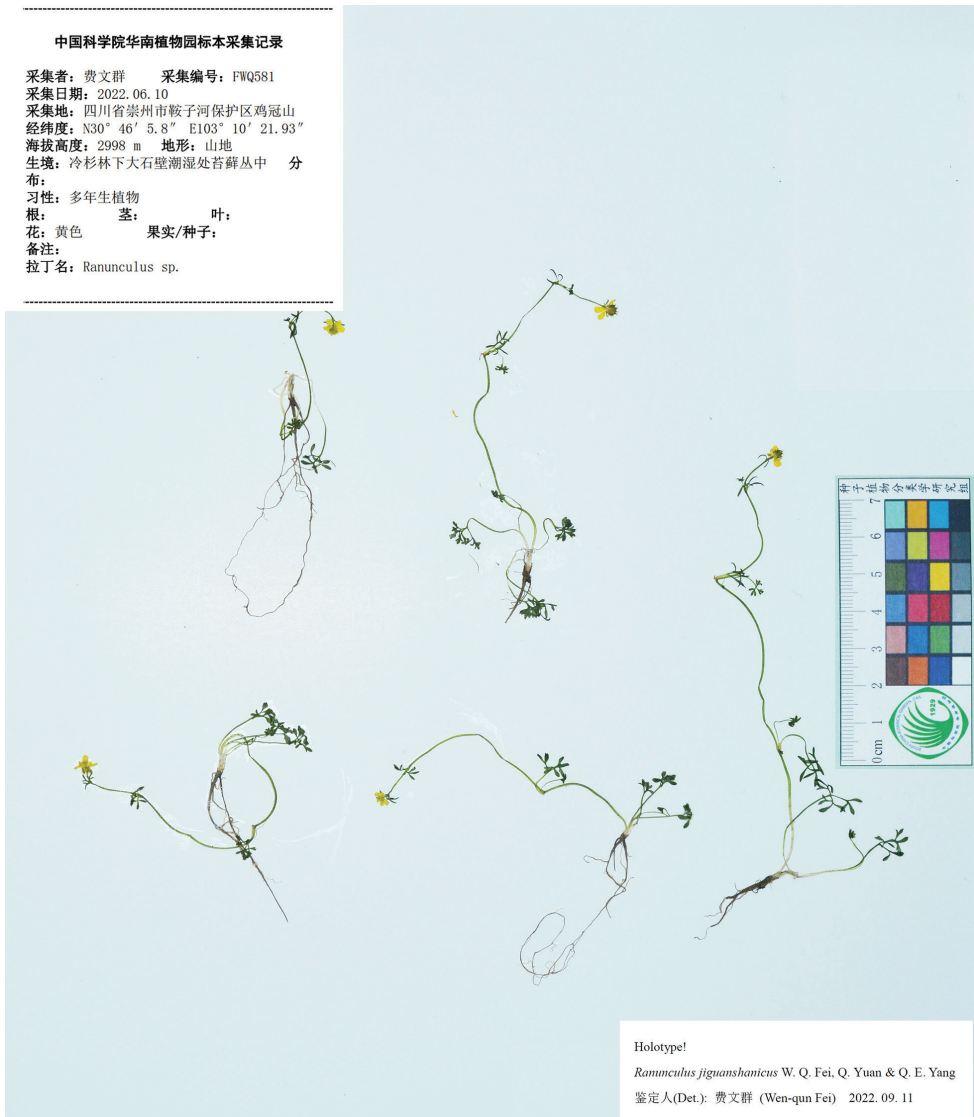 中国科学院华南植物园标本采集记录
采集者：费文群 采集编号：FWQ581
采集日期：2022.06.10
采集地：四川省崇州市鞍子河保护区鸡冠山
经纬度：N30° 46′ 5.8″ E103° 10′ 21.93″
海拔高度：2998 m 地形：山地
生境：冷杉林下大石壁潮湿处苔藓丛中 分
布：
习性：多年生植物
根： 茎： 叶：
花：黄色 果实/种子：
备注：
拉丁名：Ranunculus sp.
种子植物分类学研究组
7
6
5
4
3
2
1
0cm
1929
Holotype!
Ranunculus jiguanshanicus W. Q. Fei, Q. Yuan & Q. E. Yang
鉴定人(Det.): 费文群 (Wen-qun Fei) 2022. 09. 11